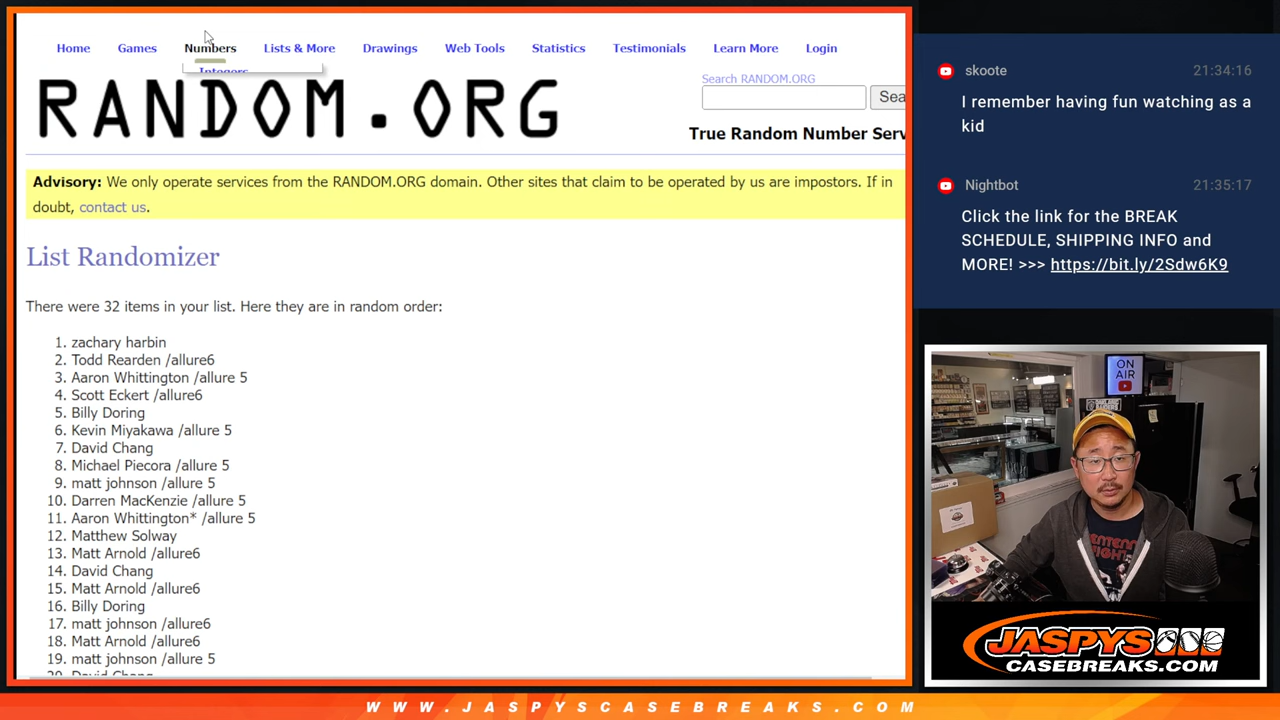 Home Games Numbers Lists & More Drawings Web Tools Statistics Testimonials Learn More Login
Integers
Search RANDOM.ORG
RANDOM.ORG
Sea
True Random Number Serv
Advisory: We only operate services from the RANDOM.ORG domain. Other sites that claim to be operated by us are impostors. If in
doubt, contact us.
List Randomizer
There were 32 items in your list. Here they are in random order:
1. zachary harbin
2. Todd Rearden /allure6
3. Aaron Whittington /allure 5
4. Scott Eckert /allure6
5. Billy Doring
6. Kevin Miyakawa /allure 5
7. David Chang
8. Michael Piecora /allure 5
9. matt johnson /allure 5
10. Darren MacKenzie /allure 5
11. Aaron Whittington* /allure 5
12. Matthew Solway
13. Matt Arnold /allure6
14. David Chang
15. Matt Arnold /allure6
16. Billy Doring
17. matt johnson /allure6
18. Matt Arnold /allure6
19. matt johnson /allure 5
20. David Chang
skoote 21:34:16
I remember having fun watching as a
kid
Nightbot 21:35:17
Click the link for the BREAK
SCHEDULE, SHIPPING INFO and
MORE! >>> https://bit.ly/2Sdw6K9
ON
AIR
JASPYS
CASEBREAKS.COM
WWW.JASPYSCASEBREAKS.COM